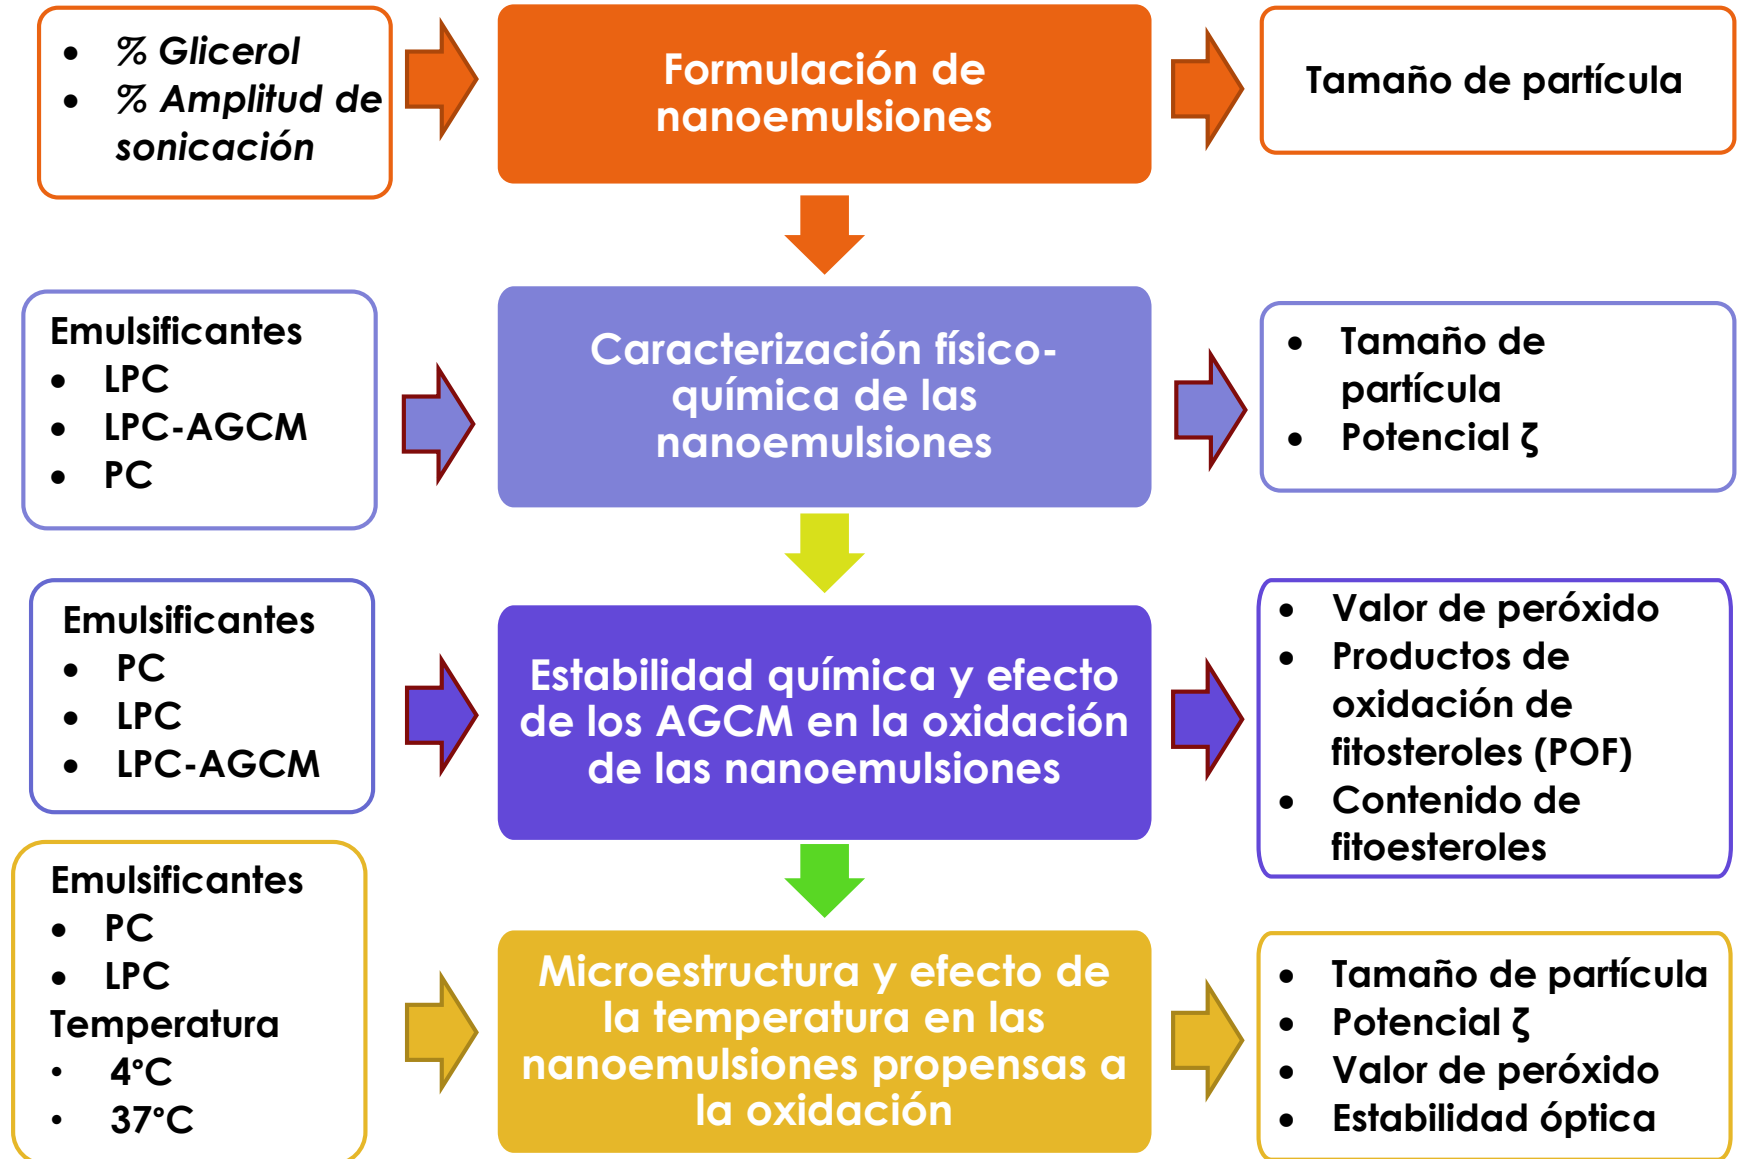 • % Glicerol
• % Amplitud de
sonicación
Formulación de
nanoemulsiones
Tamaño de partícula
Emulsificantes
• LPC
• LPC-AGCM
• PC
Caracterización físico-
química de las
nanoemulsiones
• Tamaño de
partícula
• Potencial ζ
Emulsificantes
• PC
• LPC
• LPC-AGCM
Estabilidad química y efecto
de los AGCM en la oxidación
de las nanoemulsiones
• Valor de peróxido
• Productos de
oxidación de
fitosteroles (POF)
• Contenido de
fitoesteroles
Emulsificantes
• PC
• LPC
Temperatura
• 4°C
• 37°C
Microestructura y efecto de
la temperatura en las
nanoemulsiones propensas a
la oxidación
• Tamaño de partícula
• Potencial ζ
• Valor de peróxido
• Estabilidad óptica